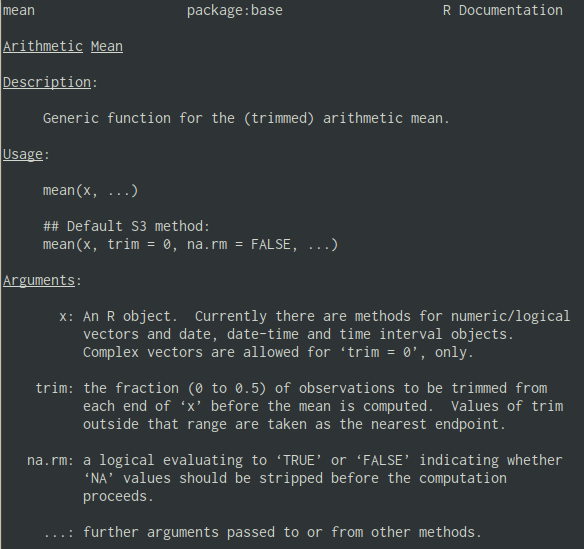 mean package:base R Documentation
Arithmetic Mean
Description:
Generic function for the (trimmed) arithmetic mean.
Usage:
mean(x, ...)
## Default S3 method:
mean(x, trim = 0, na.rm = FALSE, ...)
Arguments:
x: An R object.  Currently there are methods for numeric/logical
vectors and date, date-time and time interval objects.
Complex vectors are allowed for ‘trim = 0’, only.
trim: the fraction (0 to 0.5) of observations to be trimmed from
each end of ‘x’ before the mean is computed.  Values of trim
outside that range are taken as the nearest endpoint.
na.rm: a logical evaluating to ‘TRUE’ or ‘FALSE’ indicating whether
‘NA’ values should be stripped before the computation
proceeds.
...: further arguments passed to or from other methods.